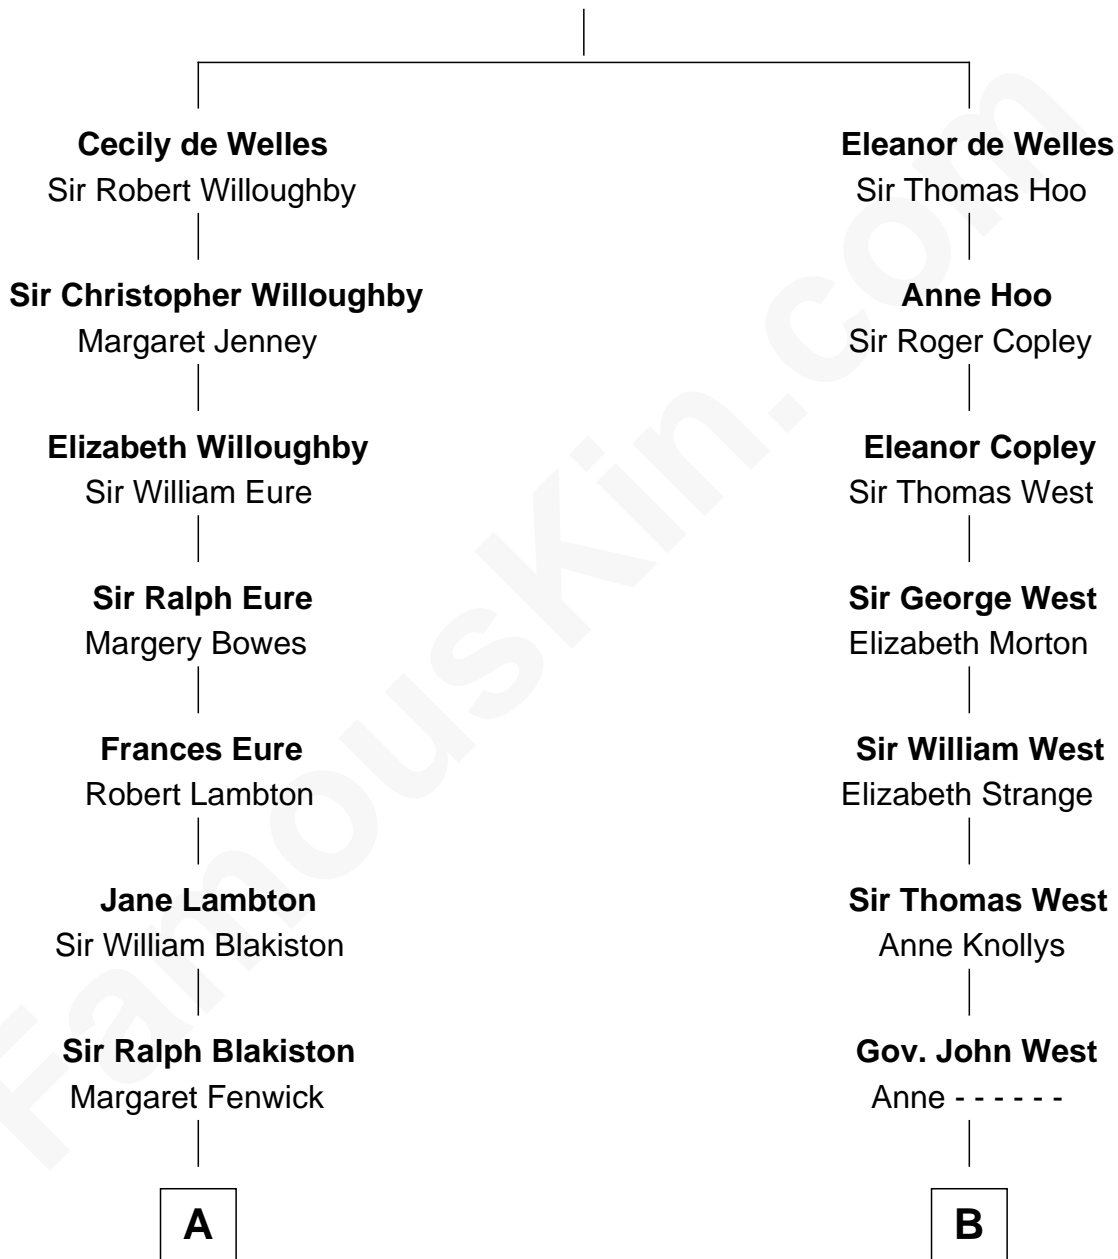 Cecily de Welles
Sir Robert Willoughby
Sir Christopher Willoughby
Margaret Jenney
Elizabeth Willoughby
Sir William Eure
Sir Ralph Eure
Margery Bowes
Frances Eure
Robert Lambton
Jane Lambton
Sir William Blakiston
Sir Ralph Blakiston
Margaret Fenwick
A
Eleanor de Welles
Sir Thomas Hoo
Anne Hoo
Sir Roger Copley
Eleanor Copley
Sir Thomas West
Sir George West
Elizabeth Morton
Sir William West
Elizabeth Strange
Sir Thomas West
Anne Knollys
Gov. John West
Anne - - - - - -
B
FamousKin.com